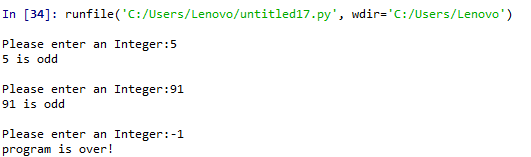 In [34]: runfile('C:/Users/Lenovo/untitled17.py', wdir='C:/Users/Lenovo')
Please enter an Integer:5
5 is odd
Please enter an Integer:91
91 is odd
Please enter an Integer:-1
program is over!